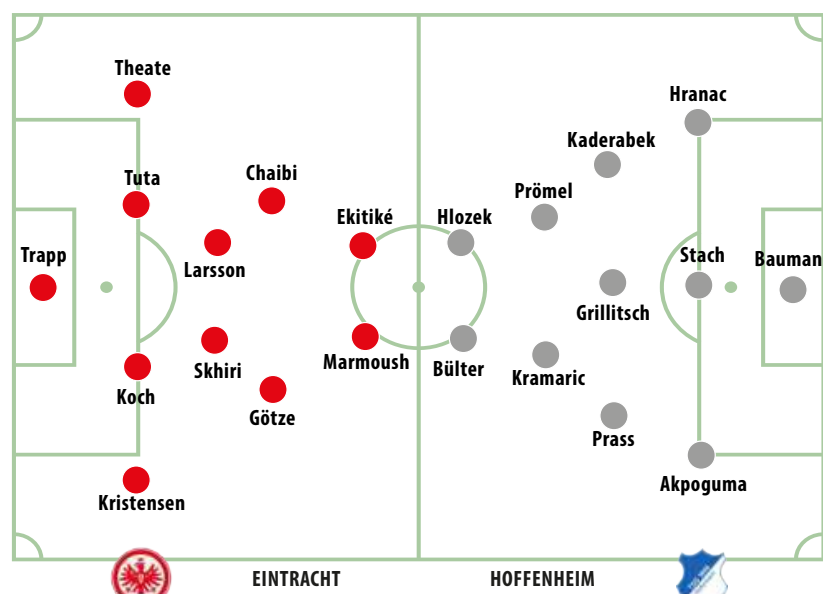 Theate
Hranac
Kaderabek
Tuta
Chaibi
Prömel
Ekitiké
Hlozek
Trapp
Larsson
Stach
Bauman
Grillitsch
Skhiri
Marmoush
Bülter
Kramaric
Koch
Götze
Prass
Kristensen
Akpoguma
EINTRACHT
HOFFENHEIM